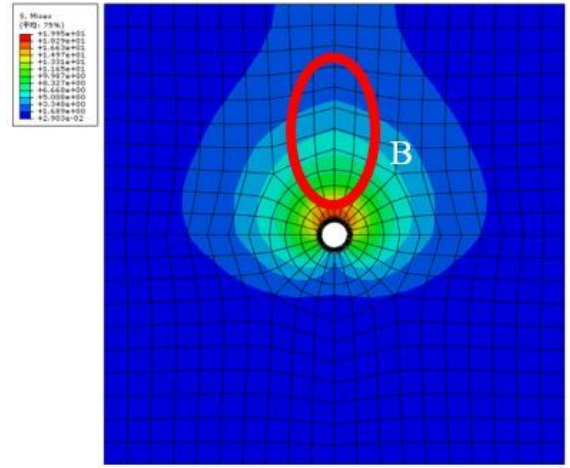 S, Mises
(平均: 75%)
+1.995e+01
+1.829e+01
+1.663e+01
+1.497e+01
+1.331e+01
+1.165e+01
+9.987e+00
+8.327e+00
+6.668e+00
+5.008e+00
+3.348e+00
+1.689e+00
+2.903e-02
B